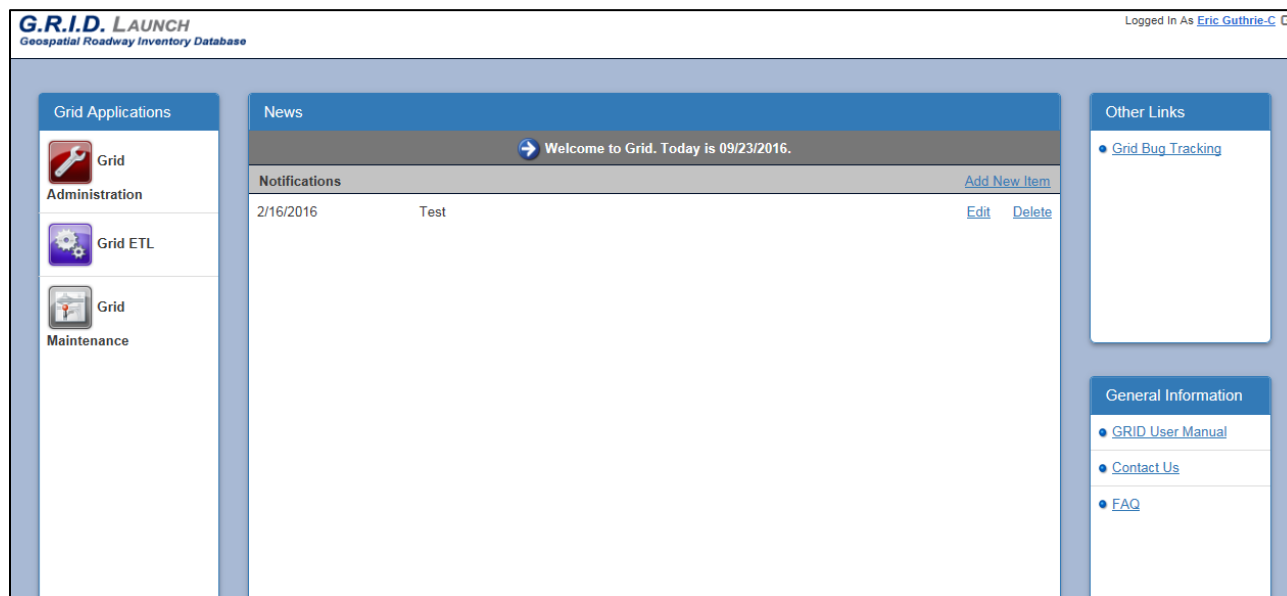 G.R.I.D. LAUNCH
Geospatial Roadway Inventory Database
Logged In As Eric Guthrie-C
Grid Applications
Grid
Administration
Grid ETL
Grid
Maintenance
News
Welcome to Grid. Today is 09/23/2016.
Notifications Add New Item
2/16/2016 Test Edit Delete
Other Links
Grid Bug Tracking
General Information
GRID User Manual
Contact Us
FAQ